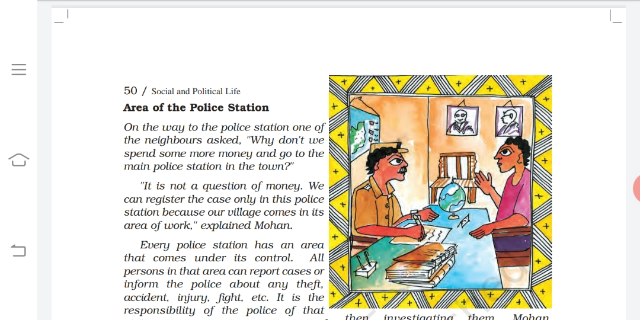 50 / Social and Political Life
Area of the Police Station
On the way to the police station one of
the neighbours asked, "Why don't we
spend some more money and go to the
main police station in the town?"
"It is not a question of money. We
can register the case only in this police
station because our village comes in its
area of work," explained Mohan.
Every police station has an area
that comes under its control. All
persons in that area can report cases or
inform the police about any theft,
accident, injury, fight, etc. It is the
responsibility of the police of that
then investigating them. Mohan